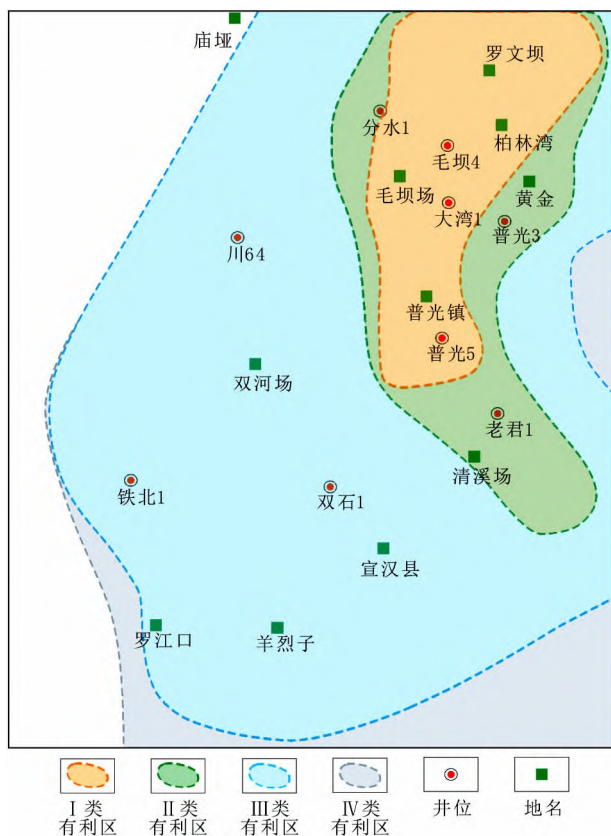 庙垭
罗文坝
分水1
柏林湾
毛坝4
毛坝场
黄金
大湾1
普光3
川64
普光镇
普光5
双河场
老君1
清溪场
铁北1
双石1
宣汉县
罗江口
羊烈子
Ⅰ类
有利区
Ⅱ类
有利区
Ⅲ类
有利区
Ⅳ类
有利区
井位
地名